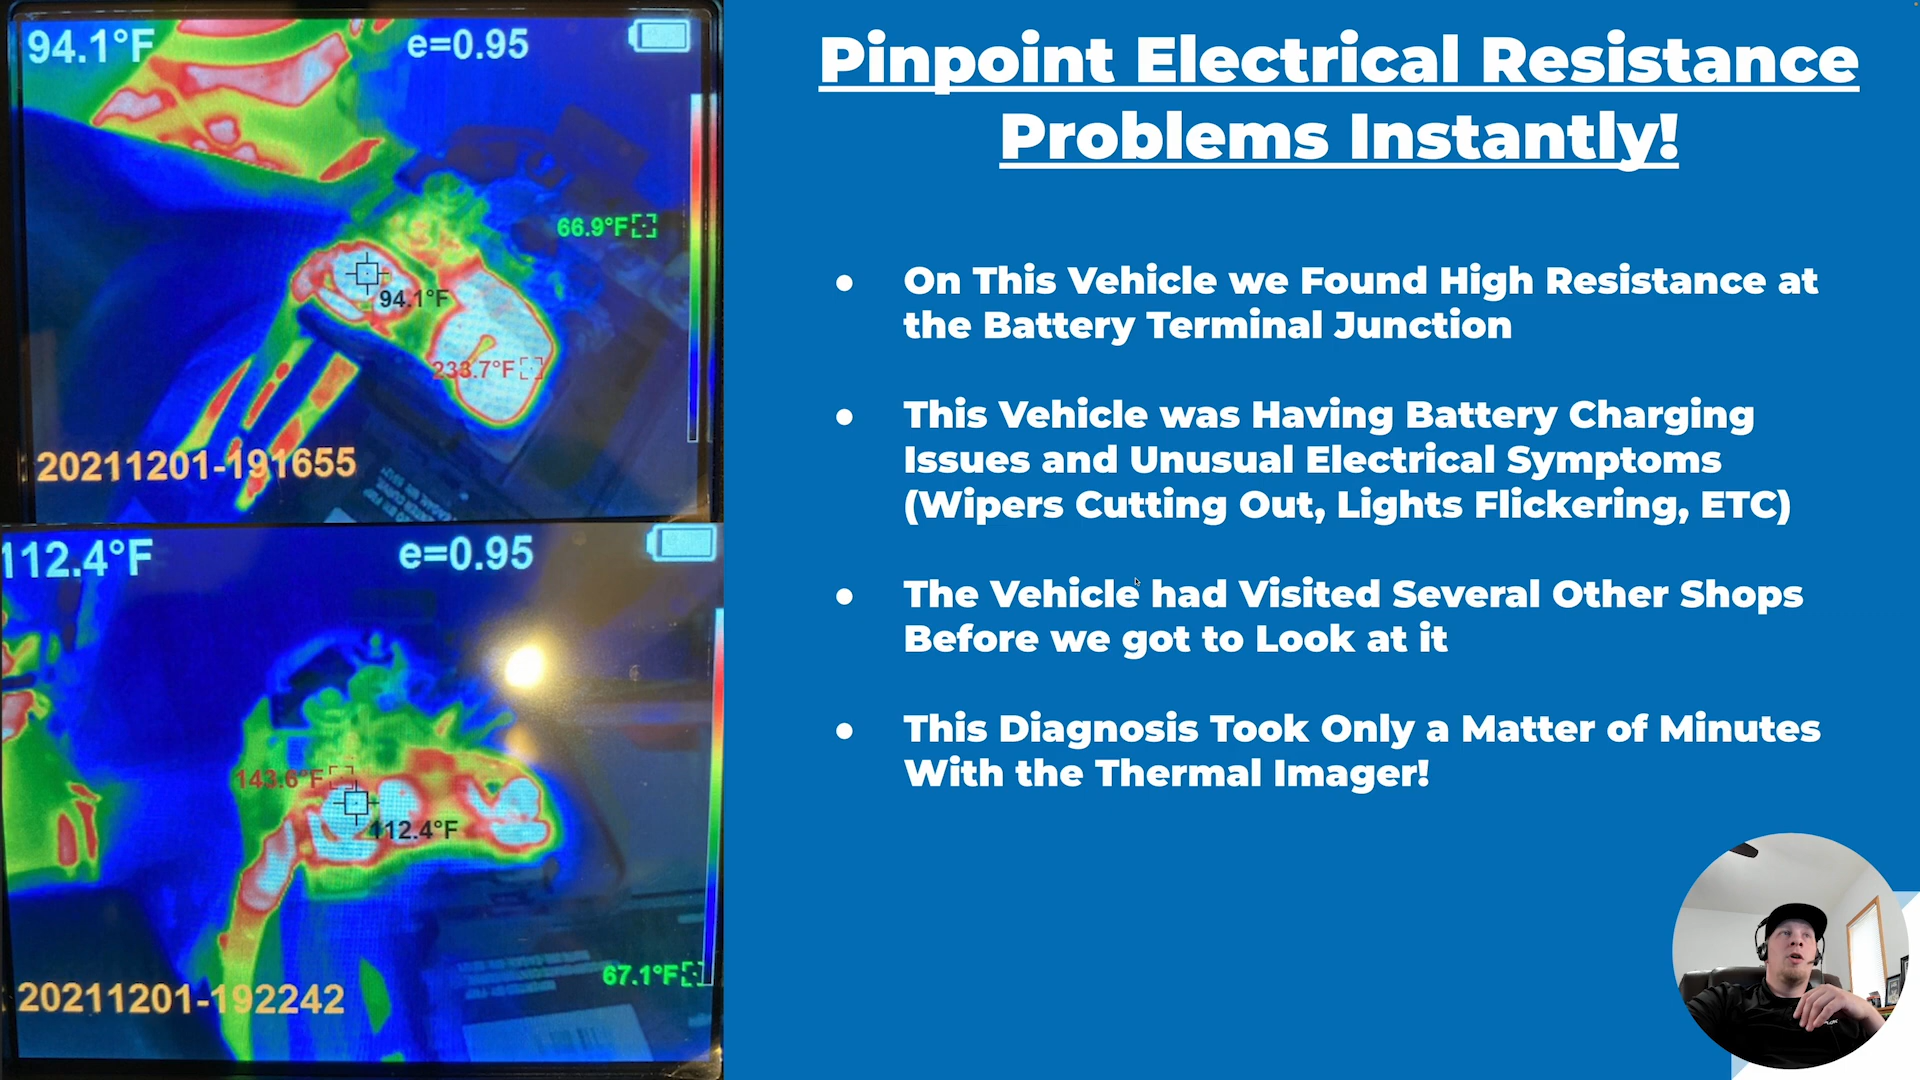 94.1°F
e=0.95
66.9°F
94.1°F
233.7°F
20211201-191655
112.4°F
e=0.95
143.6°F
112.4°F
67.1°F
20211201-192242
Pinpoint Electrical Resistance
Problems Instantly!
● On This Vehicle we Found High Resistance at
the Battery Terminal Junction
● This Vehicle was Having Battery Charging
Issues and Unusual Electrical Symptoms
(Wipers Cutting Out, Lights Flickering, ETC)
● The Vehicle had Visited Several Other Shops
Before we got to Look at it
● This Diagnosis Took Only a Matter of Minutes
With the Thermal Imager!